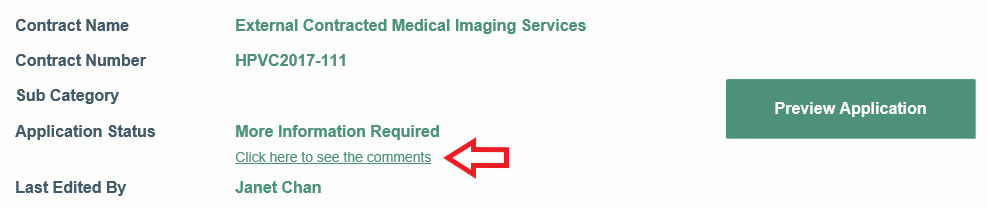 Contract Name External Contracted Medical Imaging Services
Contract Number HPVC2017-111
Sub Category
Preview Application
Application Status More Information Required
Click here to see the comments
Last Edited By Janet Chan